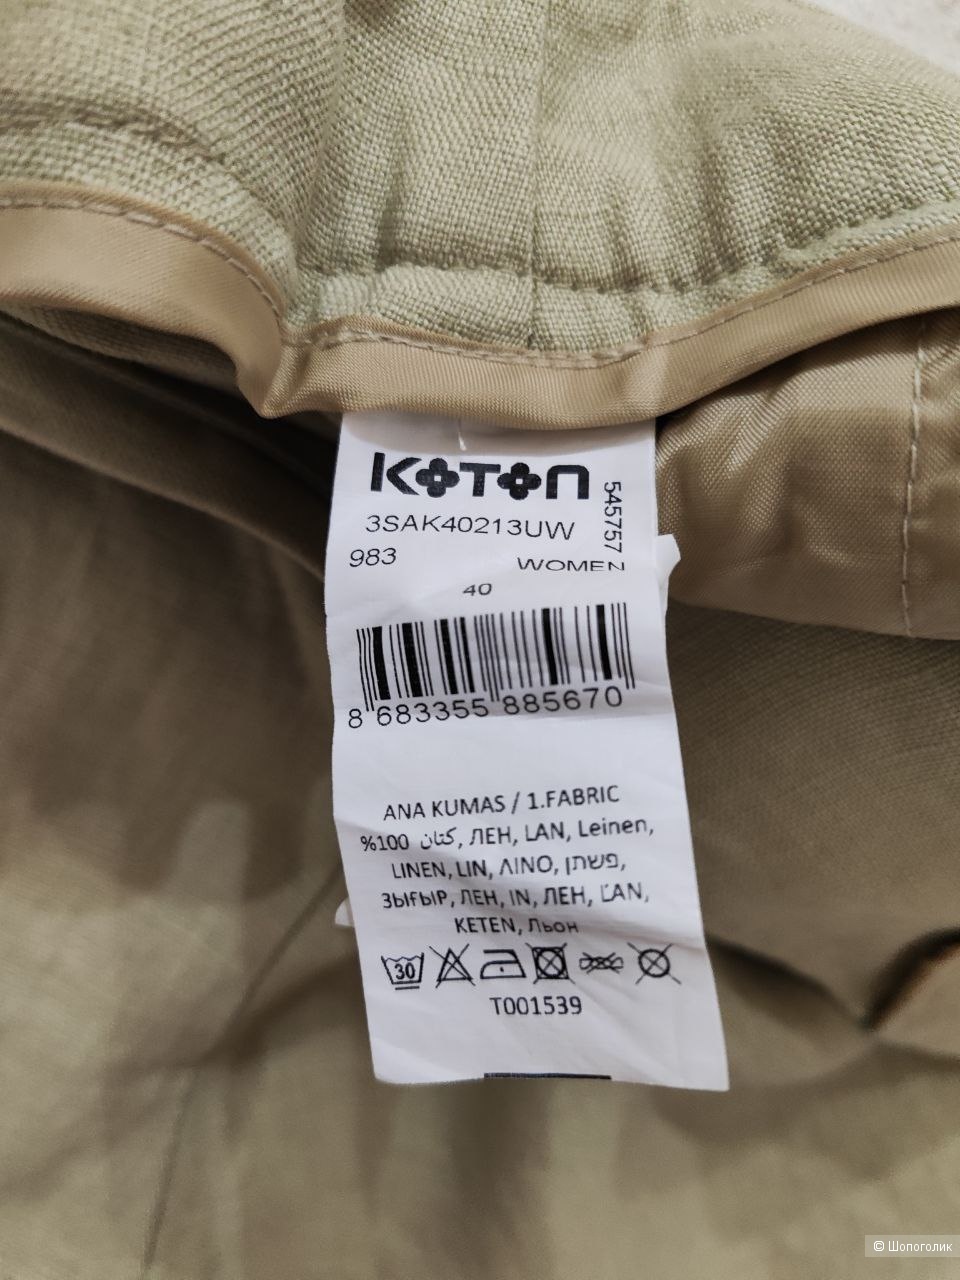 KOTON
3SAK40213UW
545757
983 WOMEN
40
8 683355 885670
ANA KUMAS / 1.FABRIC
%100 كتان, ЛЕН, LAN, Leinen,
LINEN, LIN, ΛΙΝΟ, פשתן,
ЗЫҒЫР, ЛЕН, IN, ЛЕН, ĽAN,
KETEN, Льон
30
T001539
© Шопоголик